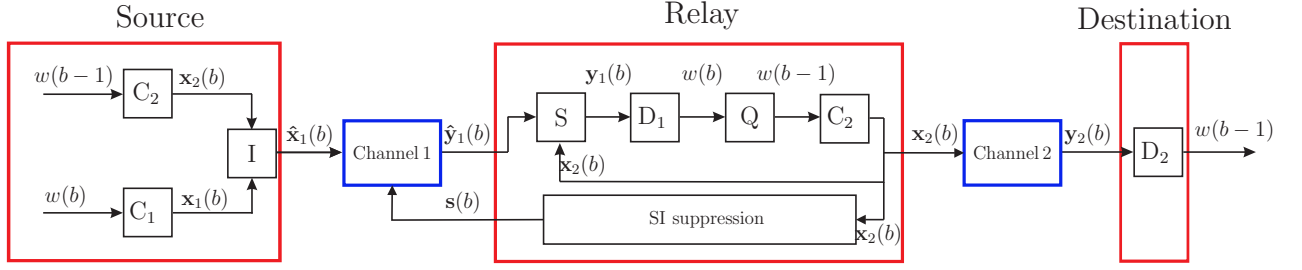 Source
Relay
Destination
w(b−1)
C₂
𝐱₂(b)
I
𝐱̂₁(b)
w(b)
C₁
𝐱₁(b)
Channel 1
𝐲̂₁(b)
𝐬(b)
S
𝐲₁(b)
D₁
w(b)
Q
w(b−1)
C₂
𝐱₂(b)
SI suppression
𝐱₂(b)
𝐱₂(b)
Channel 2
𝐲₂(b)
D₂
w(b−1)